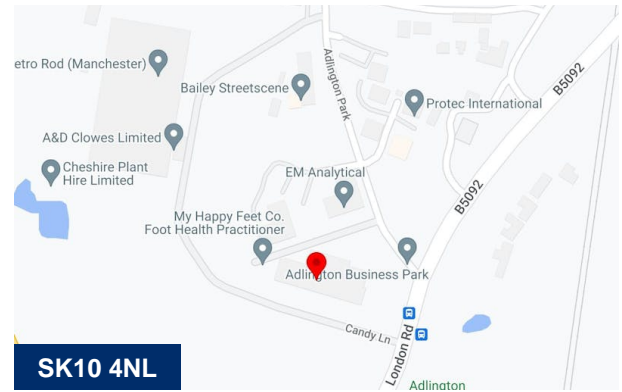 etro Rod (Manchester)
Bailey Streetscene
Adlington Park
Protec International
B5092
A&D Clowes Limited
Cheshire Plant
Hire Limited
EM Analytical
B5092
My Happy Feet Co.
Foot Health Practitioner
Adlington Business Park
Candy Ln
London Rd
SK10 4NL
Adlington